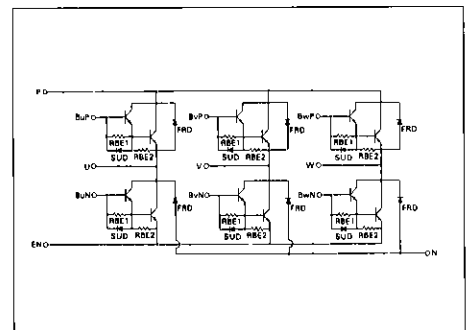 P
BuP BvP BwP
RBE1 FRD RBE1 FRD RBE1 FRD
SUD RBE2 SUD RBE2 SUD RBE2
U V W
BuN BvN BwN
RBE1 FRD RBE1 FRD RBE1 FRD
SUD RBE2 SUD RBE2 SUD RBE2
EN N